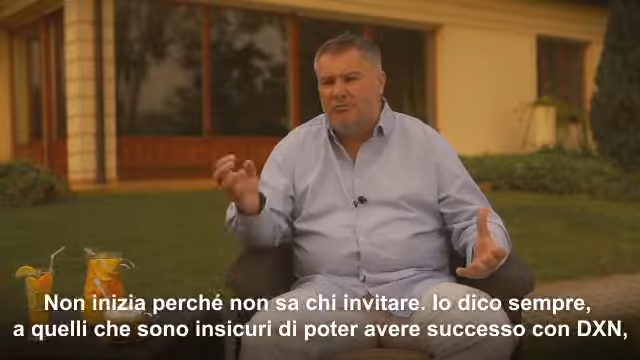 Non inizia perché non sa chi invitare. Io dico sempre,
a quelli che sono insicuri di poter avere successo con DXN,